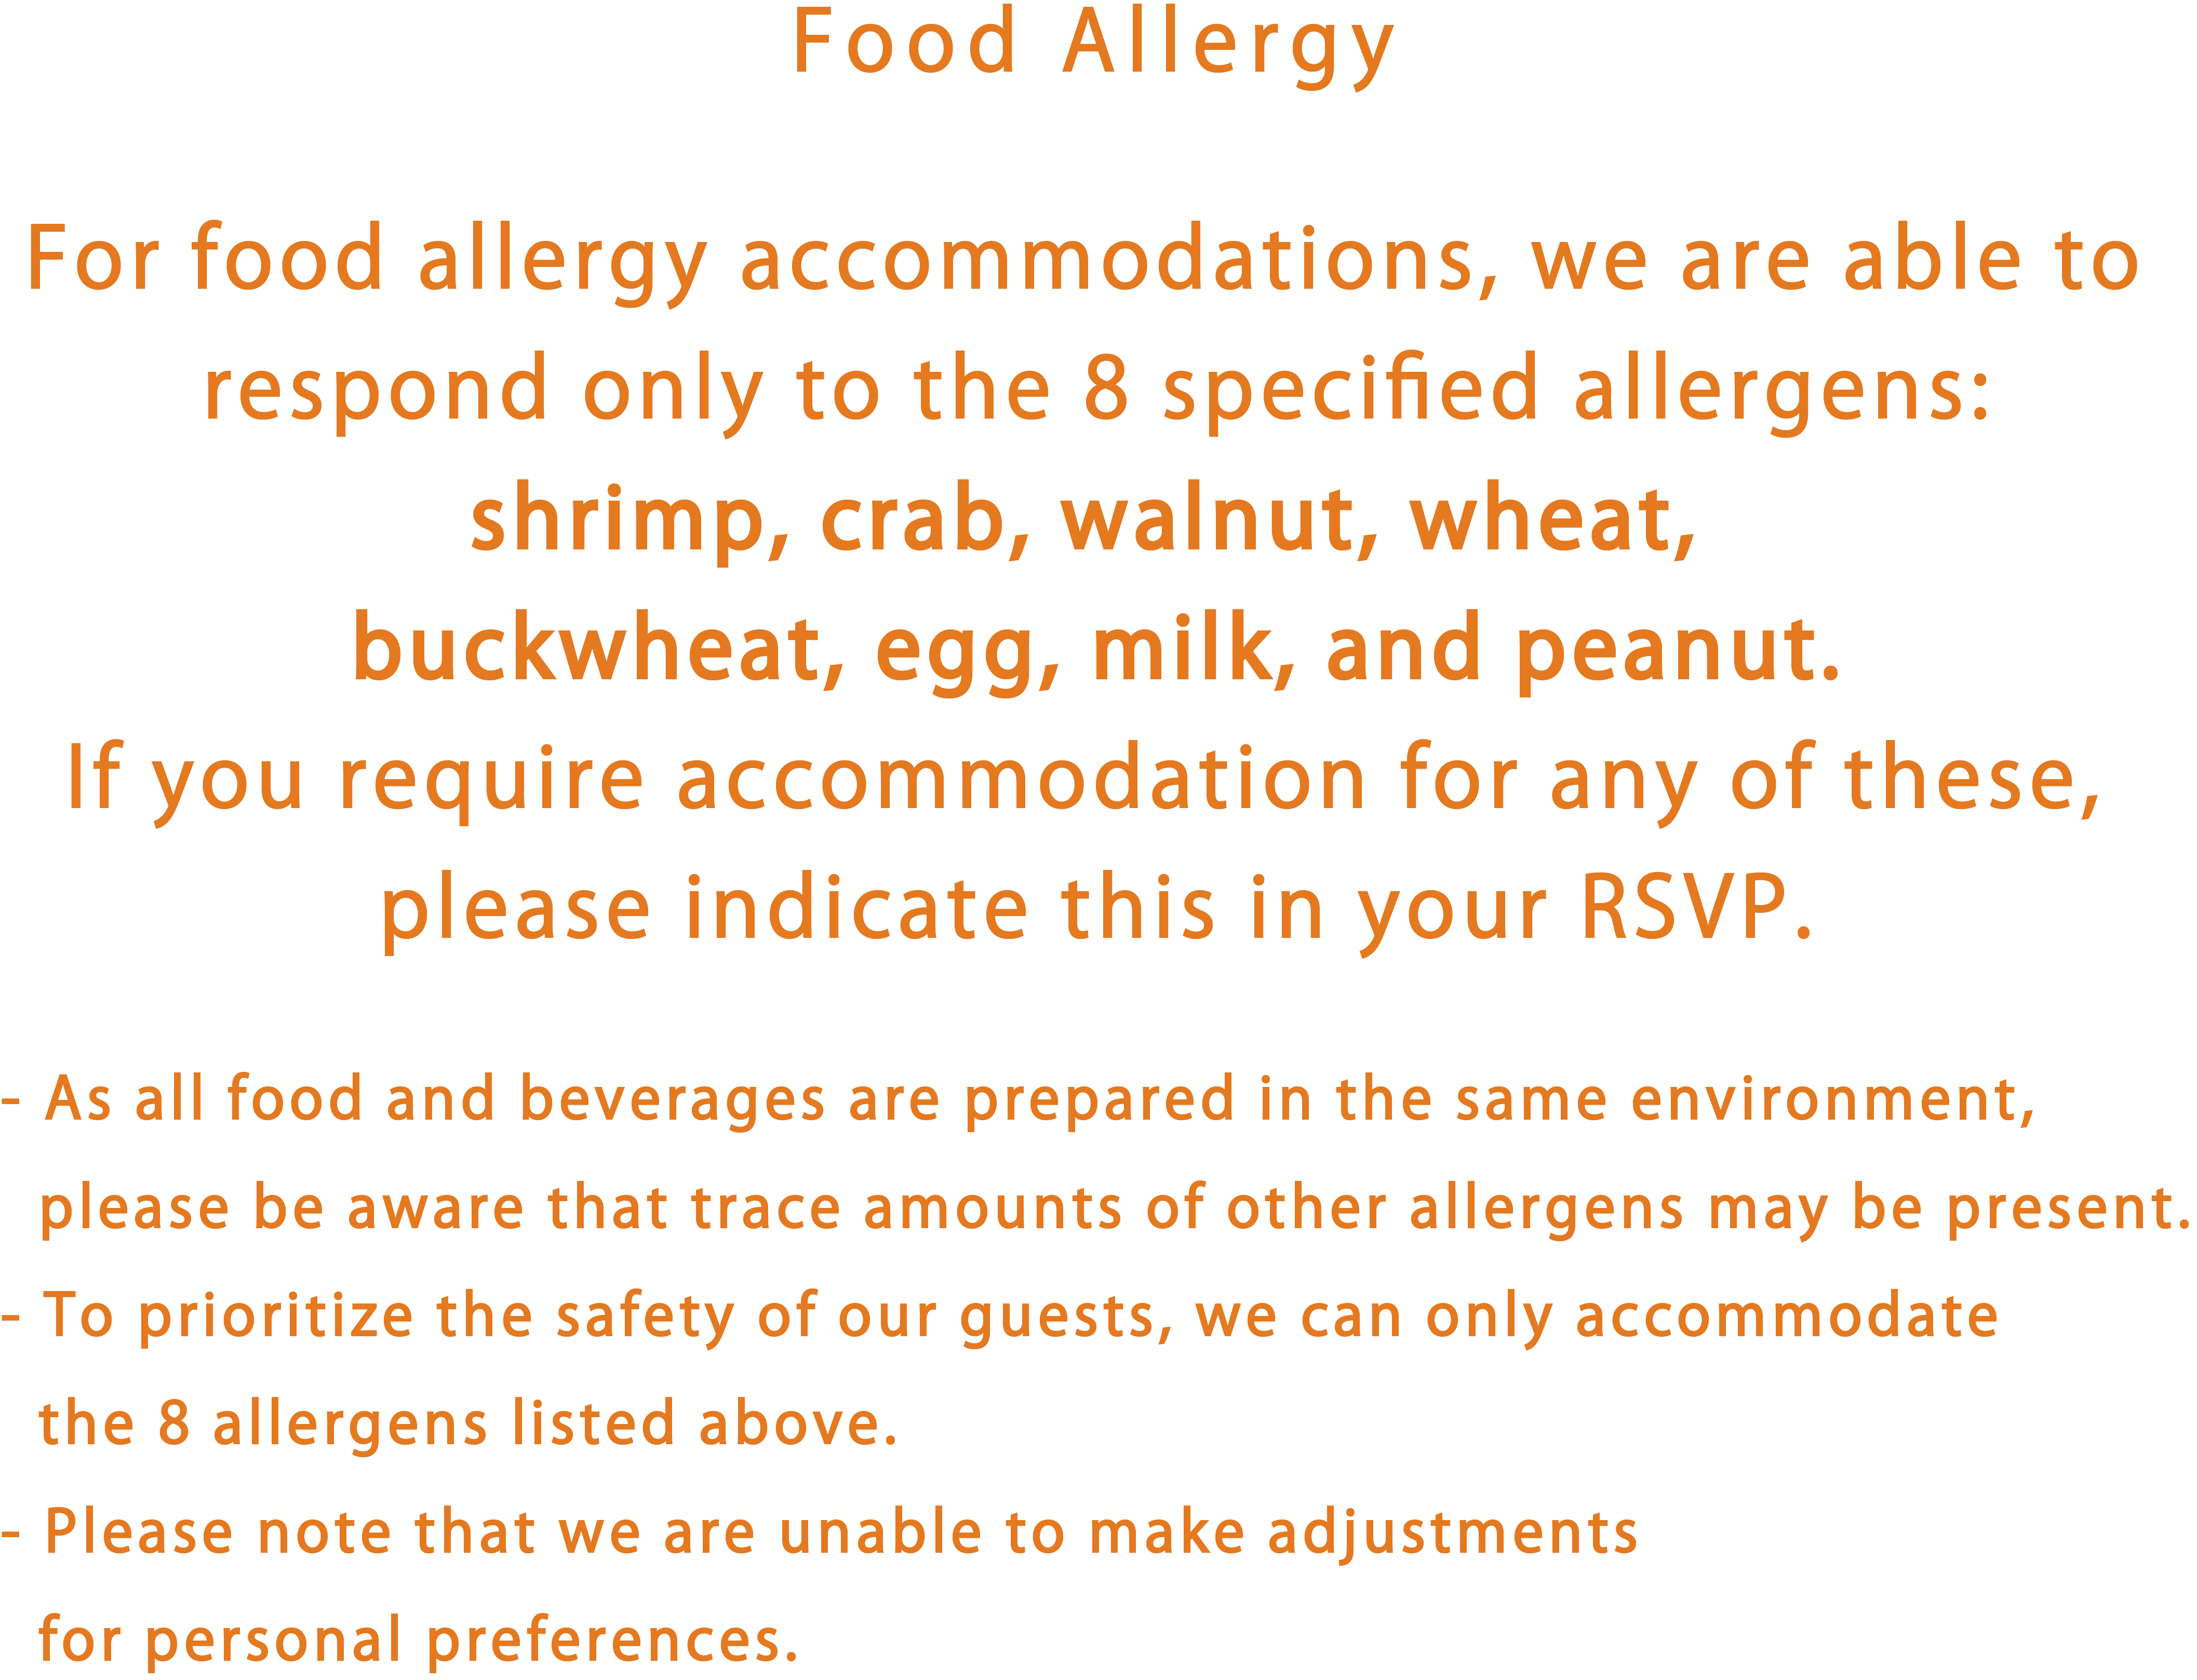 Food Allergy
For food allergy accommodations, we are able to
respond only to the 8 specified allergens:
shrimp, crab, walnut, wheat,
buckwheat, egg, milk, and peanut.
If you require accommodation for any of these,
please indicate this in your RSVP.
- As all food and beverages are prepared in the same environment,
please be aware that trace amounts of other allergens may be present.
- To prioritize the safety of our guests, we can only accommodate
the 8 allergens listed above.
- Please note that we are unable to make adjustments
for personal preferences.